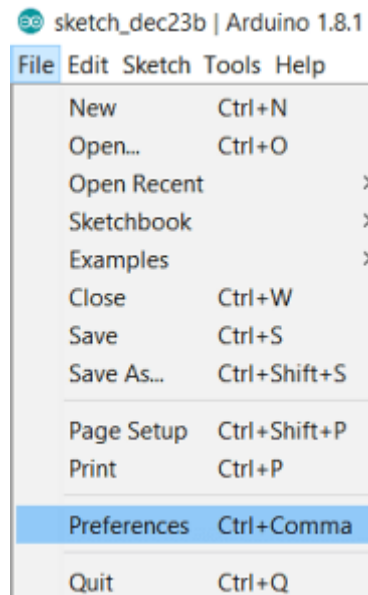 sketch_dec23b | Arduino 1.8.1
File Edit Sketch Tools Help
New Ctrl+N
Open... Ctrl+O
Open Recent
Sketchbook
Examples
Close Ctrl+W
Save Ctrl+S
Save As... Ctrl+Shift+S
Page Setup Ctrl+Shift+P
Print Ctrl+P
Preferences Ctrl+Comma
Quit Ctrl+Q